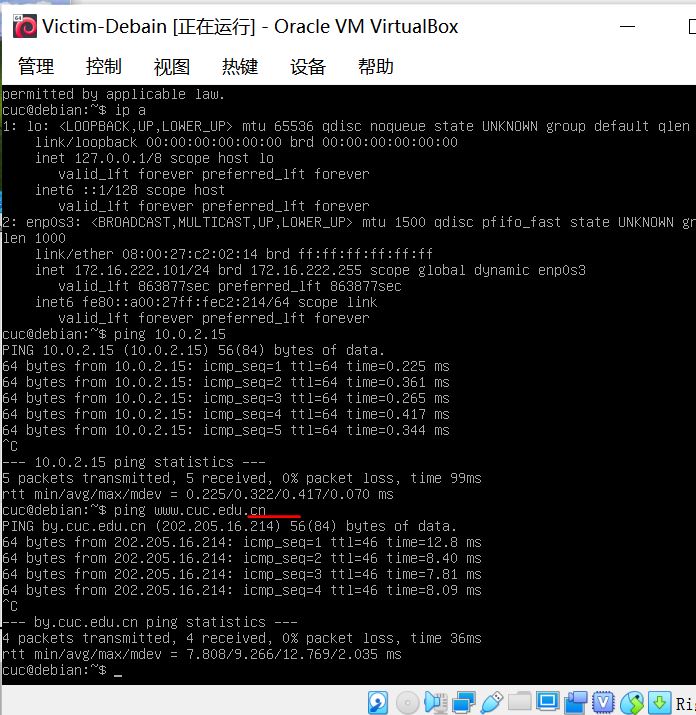 64
Victim-Debain [正在运行] - Oracle VM VirtualBox
管理 控制 视图 热键 设备 帮助
permitted by applicable law.
cuc@debian:~$ ip a
1: lo: <LOOPBACK,UP,LOWER_UP> mtu 65536 qdisc noqueue state UNKNOWN group default qlen
link/loopback 00:00:00:00:00:00 brd 00:00:00:00:00:00
inet 127.0.0.1/8 scope host lo
valid_lft forever preferred_lft forever
inet6 ::1/128 scope host
valid_lft forever preferred_lft forever
2: enp0s3: <BROADCAST,MULTICAST,UP,LOWER_UP> mtu 1500 qdisc pfifo_fast state UNKNOWN gr
len 1000
link/ether 08:00:27:c2:02:14 brd ff:ff:ff:ff:ff:ff
inet 172.16.222.101/24 brd 172.16.222.255 scope global dynamic enp0s3
valid_lft 863877sec preferred_lft 863877sec
inet6 fe80::a00:27ff:fec2:214/64 scope link
valid_lft forever preferred_lft forever
cuc@debian:~$ ping 10.0.2.15
PING 10.0.2.15 (10.0.2.15) 56(84) bytes of data.
64 bytes from 10.0.2.15: icmp_seq=1 ttl=64 time=0.225 ms
64 bytes from 10.0.2.15: icmp_seq=2 ttl=64 time=0.361 ms
64 bytes from 10.0.2.15: icmp_seq=3 ttl=64 time=0.265 ms
64 bytes from 10.0.2.15: icmp_seq=4 ttl=64 time=0.417 ms
64 bytes from 10.0.2.15: icmp_seq=5 ttl=64 time=0.344 ms
^C
--- 10.0.2.15 ping statistics ---
5 packets transmitted, 5 received, 0% packet loss, time 99ms
rtt min/avg/max/mdev = 0.225/0.322/0.417/0.070 ms
cuc@debian:~$ ping www.cuc.edu.cn
PING by.cuc.edu.cn (202.205.16.214) 56(84) bytes of data.
64 bytes from 202.205.16.214: icmp_seq=1 ttl=46 time=12.8 ms
64 bytes from 202.205.16.214: icmp_seq=2 ttl=46 time=8.40 ms
64 bytes from 202.205.16.214: icmp_seq=3 ttl=46 time=7.81 ms
64 bytes from 202.205.16.214: icmp_seq=4 ttl=46 time=8.09 ms
^C
--- by.cuc.edu.cn ping statistics ---
4 packets transmitted, 4 received, 0% packet loss, time 36ms
rtt min/avg/max/mdev = 7.808/9.266/12.769/2.035 ms
cuc@debian:~$ _
Ri